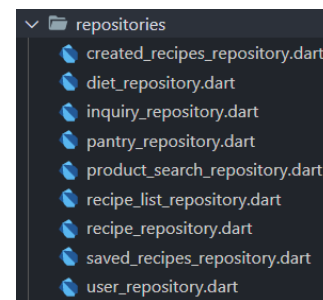 repositories
created_recipes_repository.dart
diet_repository.dart
inquiry_repository.dart
pantry_repository.dart
product_search_repository.dart
recipe_list_repository.dart
recipe_repository.dart
saved_recipes_repository.dart
user_repository.dart